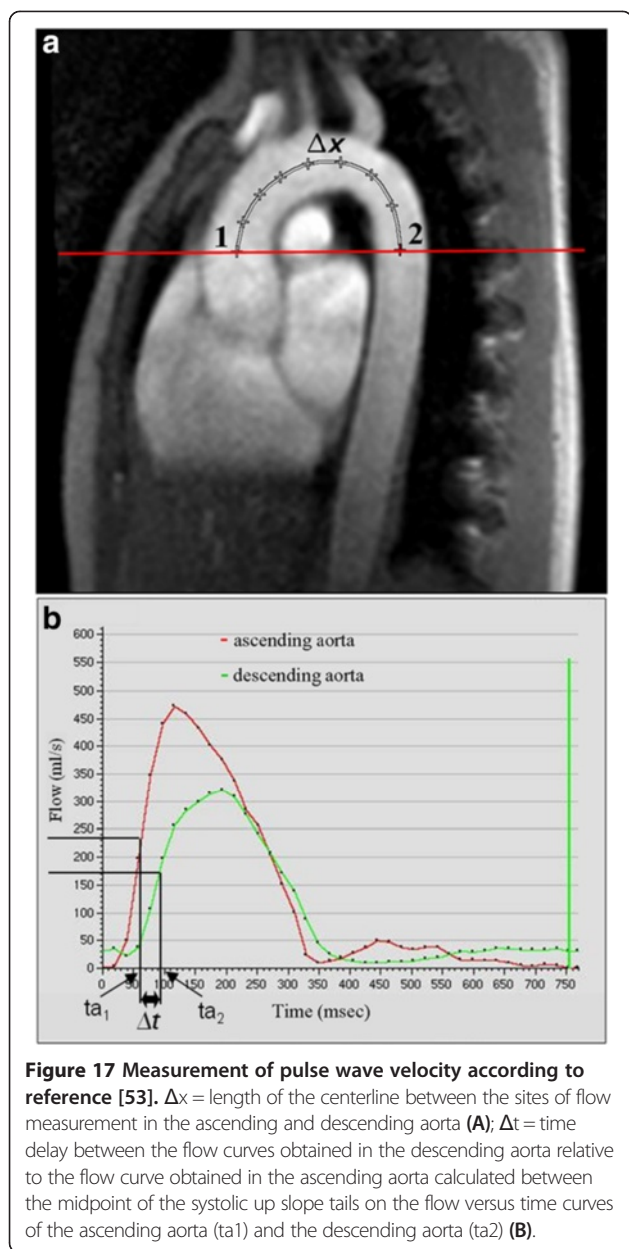 a
Δx
1
2
b
600
550
500
450
400
350
300
250
200
150
100
50
0
Flow (ml/s)
ascending aorta
descending aorta
0 50 100 150 200 250 300 350 400 450 500 550 600 650 700 750
ta1
Δt
ta2
Time (msec)
Figure 17 Measurement of pulse wave velocity according to
reference [53]. Δx = length of the centerline between the sites of flow
measurement in the ascending and descending aorta (A); Δt = time
delay between the flow curves obtained in the descending aorta relative
to the flow curve obtained in the ascending aorta calculated between
the midpoint of the systolic up slope tails on the flow versus time curves
of the ascending aorta (ta1) and the descending aorta (ta2) (B).